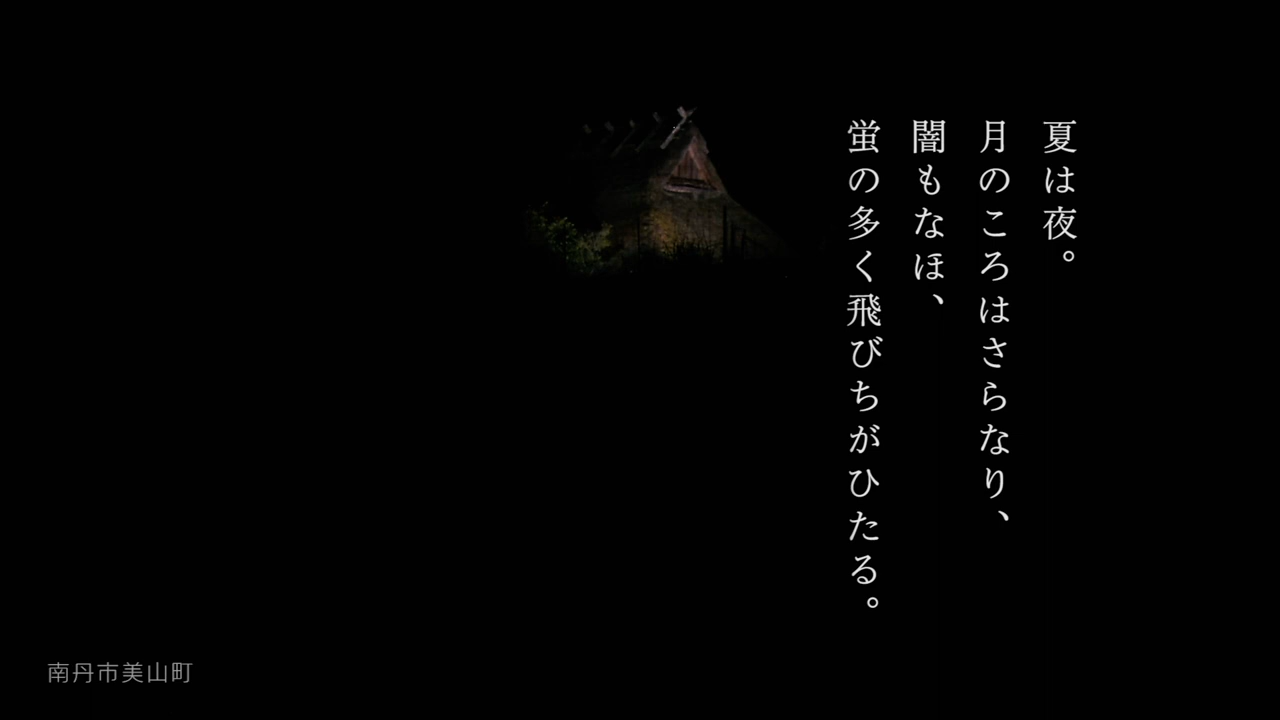 夏は夜。
月のころはさらなり、
闇もなほ、
蛍の多く飛びちがひたる。
南丹市美山町